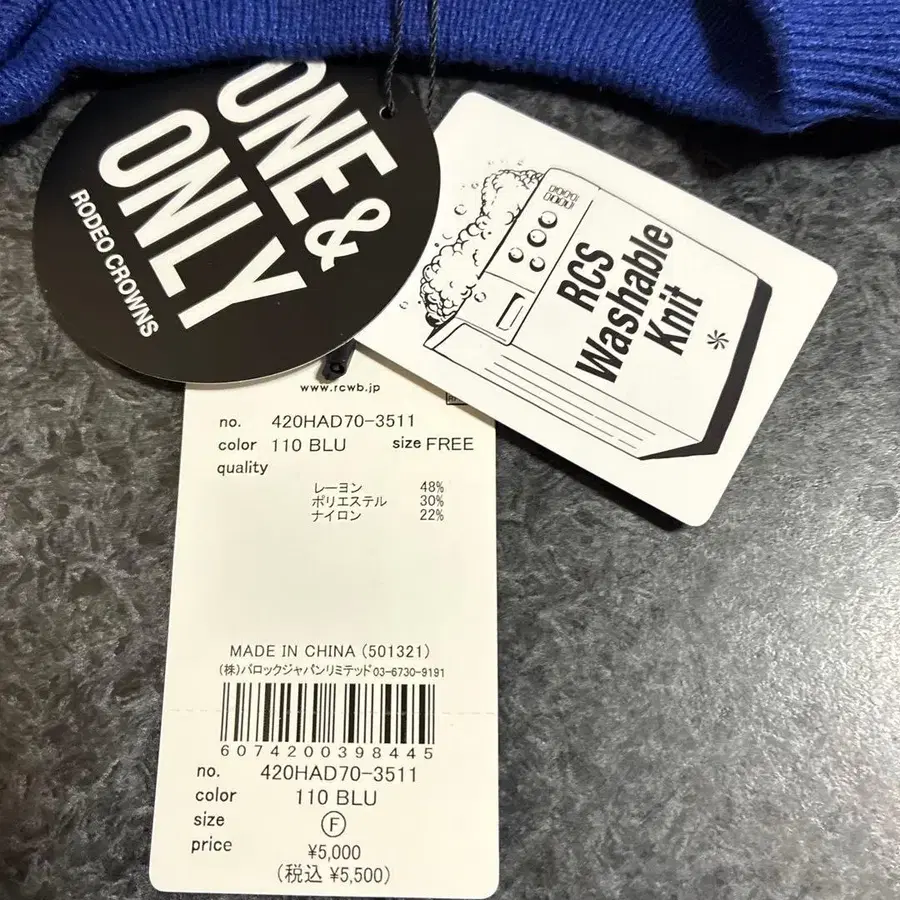 ONE &
ONLY
RODEO CROWNS
RCS
Washable
Knit
www.rcwb.jp
no. 420HAD70-3511
color 110 BLU size FREE
quality
レーヨン 48%
ポリエステル 30%
ナイロン 22%
MADE IN CHINA (501321)
(株)バロックジャパンリミテッド03-6730-9191
6074200398445
no. 420HAD70-3511
color 110 BLU
size F
price ¥5,000
(税込 ¥5,500)